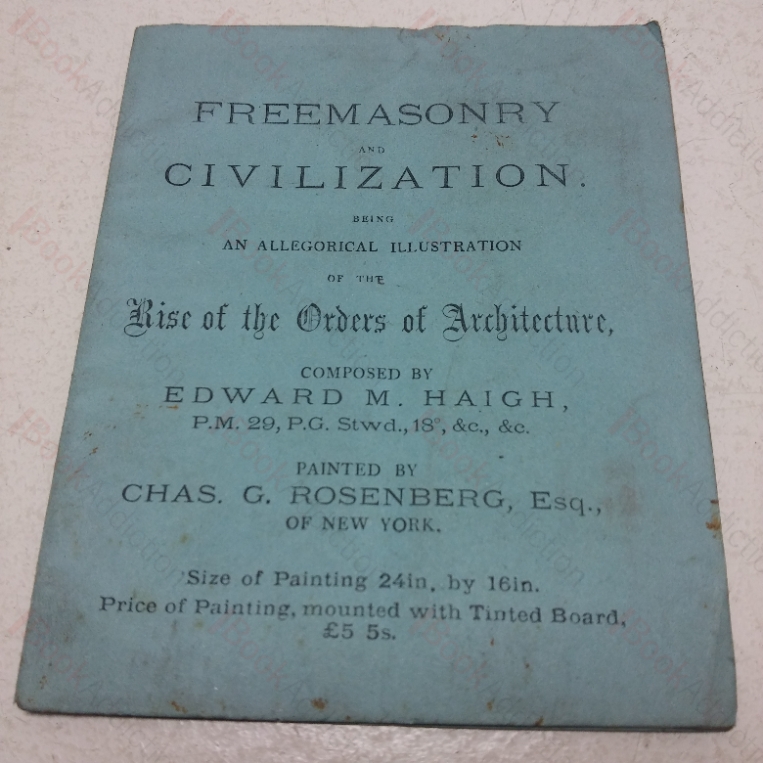 FREEMASONRY
AND
CIVILIZATION.
BEING
AN ALLEGORICAL ILLUSTRATION
OF THE
Rise of the Orders of Architecture,
COMPOSED BY
EDWARD M. HAIGH,
P.M. 29, P.G. Stwd., 18°, &c., &c.
PAINTED BY
CHAS. G. ROSENBERG, Esq.,
OF NEW YORK.
Size of Painting 24in. by 16in.
Price of Painting, mounted with Tinted Board,
£5 5s.
BookAddiction